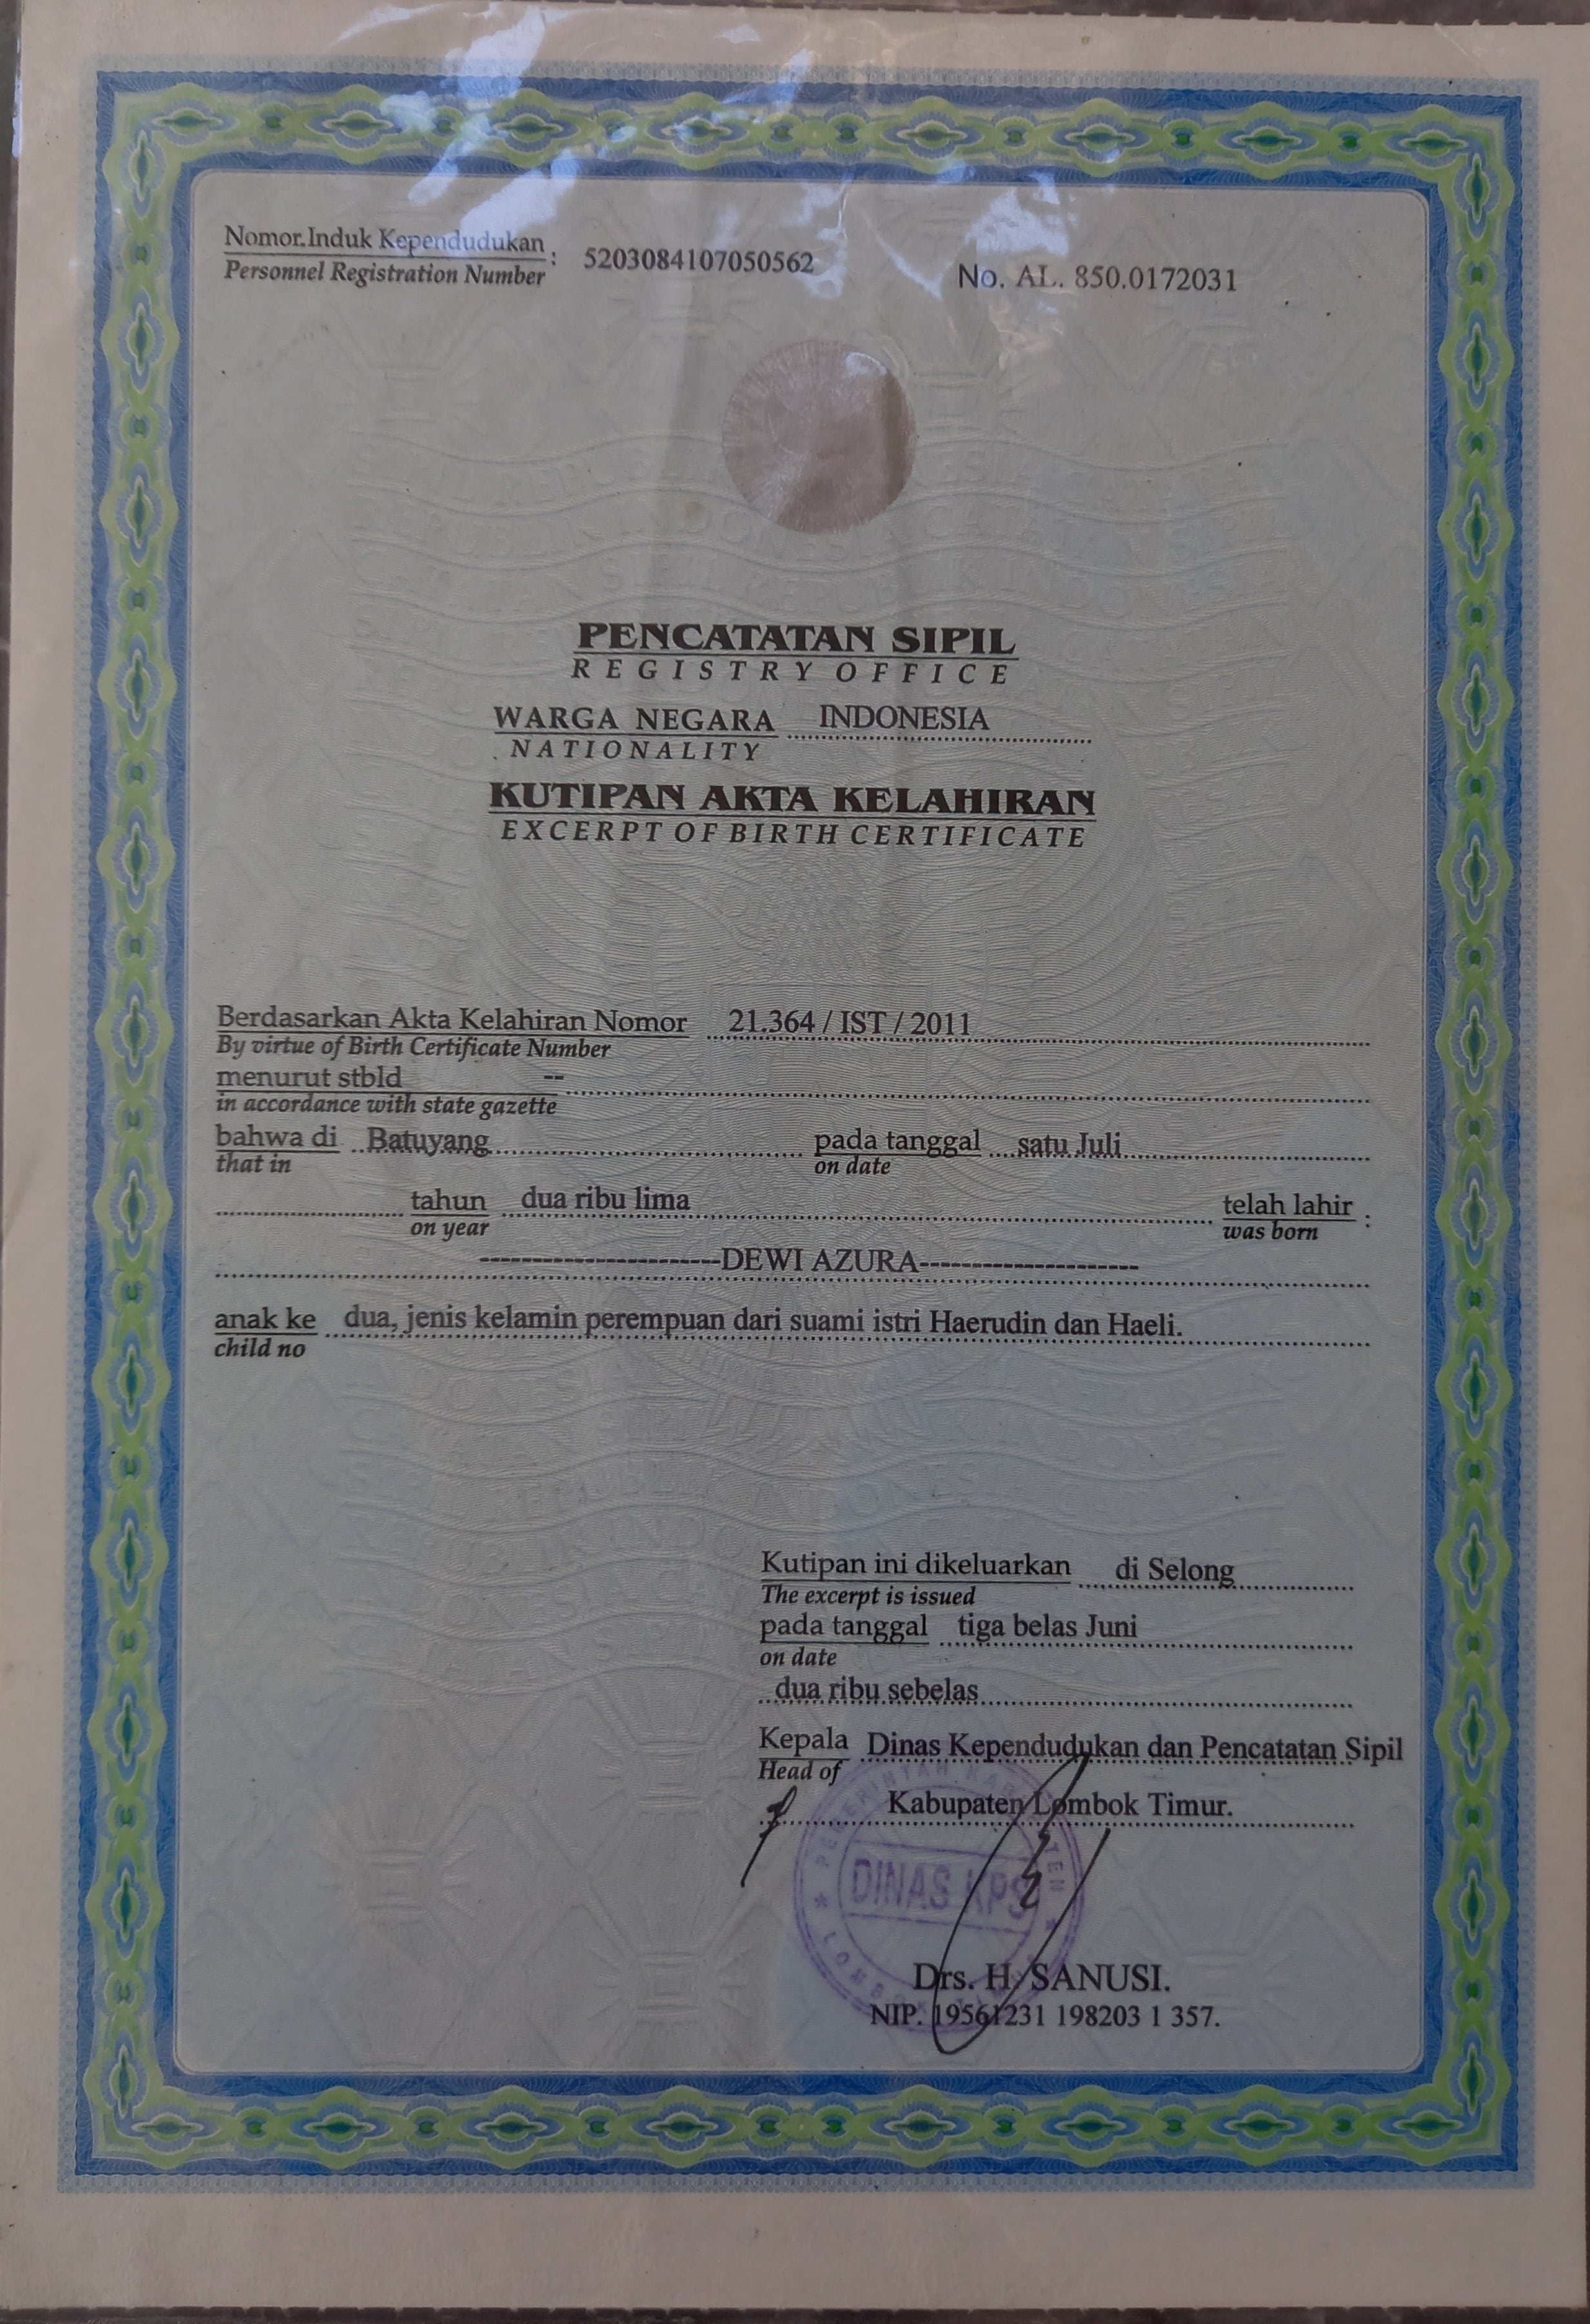 Nomor.Induk Kependudukan : 5203084107050562
Personnel Registration Number
No. AL. 850.0172031
PENCATATAN SIPIL
REGISTRY OFFICE
WARGA NEGARA INDONESIA
NATIONALITY
KUTIPAN AKTA KELAHIRAN
EXCERPT OF BIRTH CERTIFICATE
Berdasarkan Akta Kelahiran Nomor 21.364 / IST / 2011
By virtue of Birth Certificate Number
menurut stbld --
in accordance with state gazette
bahwa di Batuyang pada tanggal satu Juli
that in on date
tahun dua ribu lima telah lahir :
on year was born
-----------------------DEWI AZURA---------------------
anak ke dua, jenis kelamin perempuan dari suami istri Haerudin dan Haeli.
child no
Kutipan ini dikeluarkan di Selong
The excerpt is issued
pada tanggal tiga belas Juni
on date
dua ribu sebelas
Kepala Dinas Kependudukan dan Pencatatan Sipil
Head of
Kabupaten Lombok Timur.
DINAS KPS
Drs. H. SANUSI.
NIP. 19561231 198203 1 357.